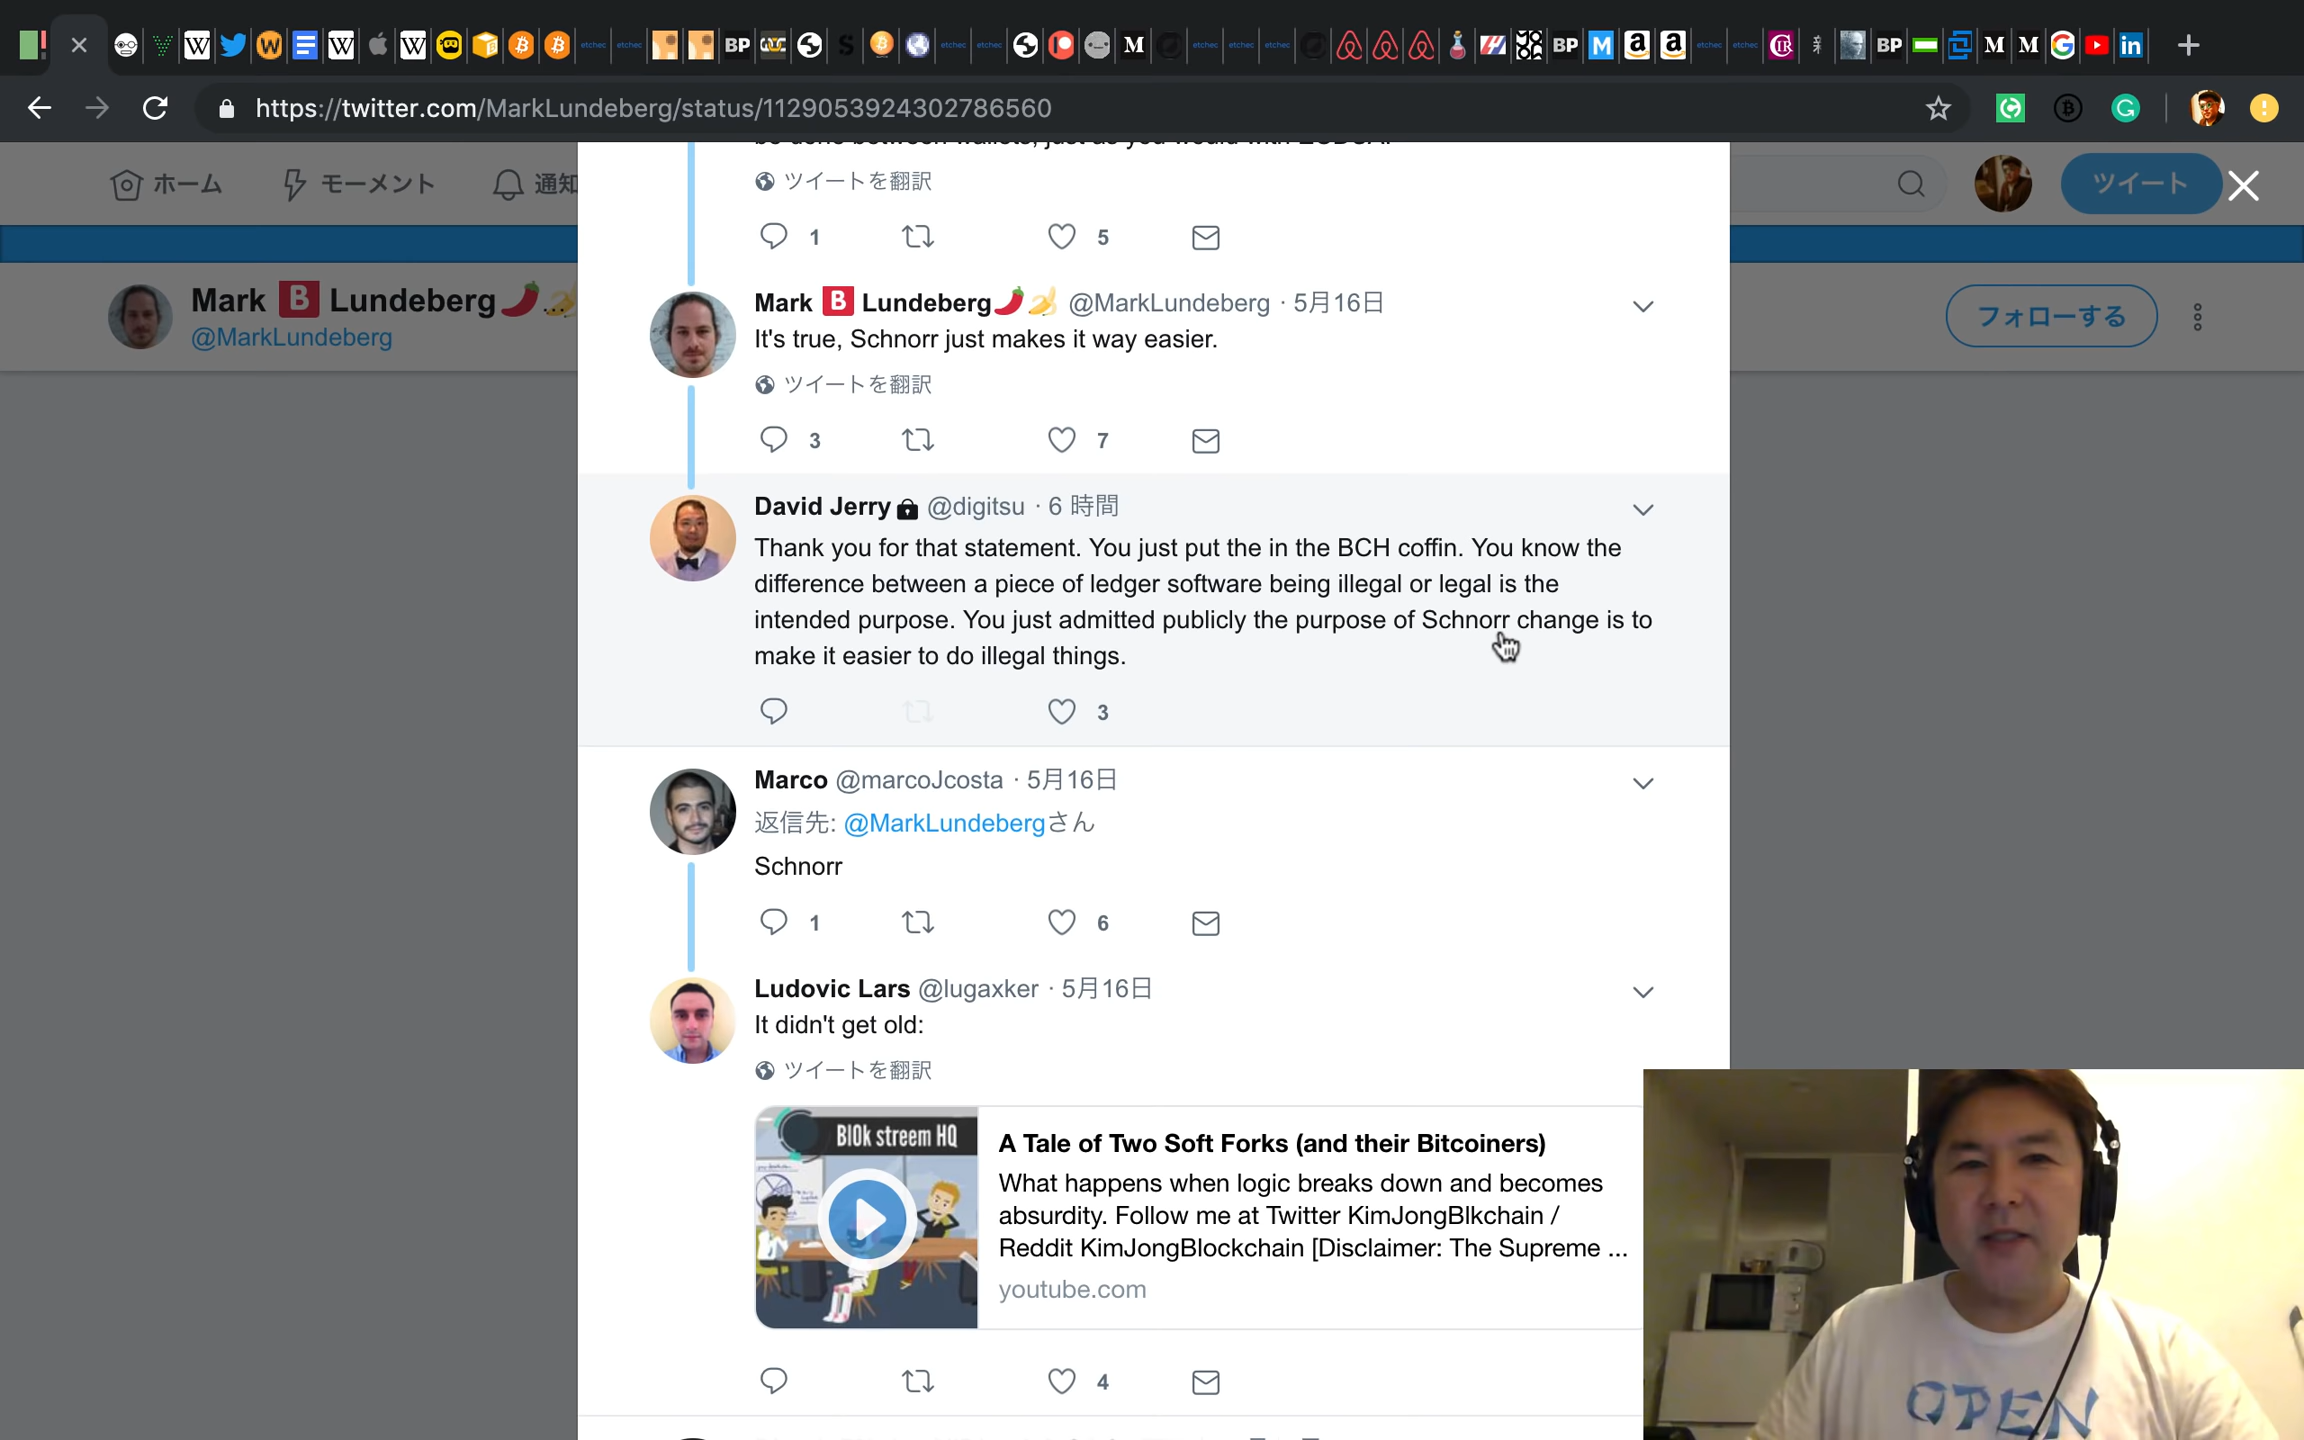 https://twitter.com/MarkLundeberg/status/1129053924302786560
ホーム
モーメント
通知
ツイート
Mark B Lundeberg🌶️🍌
@MarkLundeberg
フォローする
ツイートを翻訳
1
5
Mark B Lundeberg🌶️🍌 @MarkLundeberg · 5月16日
It's true, Schnorr just makes it way easier.
ツイートを翻訳
3
7
David Jerry🔒 @digitsu · 6 時間
Thank you for that statement. You just put the in the BCH coffin. You know the
difference between a piece of ledger software being illegal or legal is the
intended purpose. You just admitted publicly the purpose of Schnorr change is to
make it easier to do illegal things.
3
Marco @marcoJcosta · 5月16日
返信先: @MarkLundebergさん
Schnorr
1
6
Ludovic Lars @lugaxker · 5月16日
It didn't get old:
ツイートを翻訳
BlOk streem HQ
A Tale of Two Soft Forks (and their Bitcoiners)
What happens when logic breaks down and becomes
absurdity. Follow me at Twitter KimJongBlkchain /
Reddit KimJongBlockchain [Disclaimer: The Supreme ...
youtube.com
4
OPEN